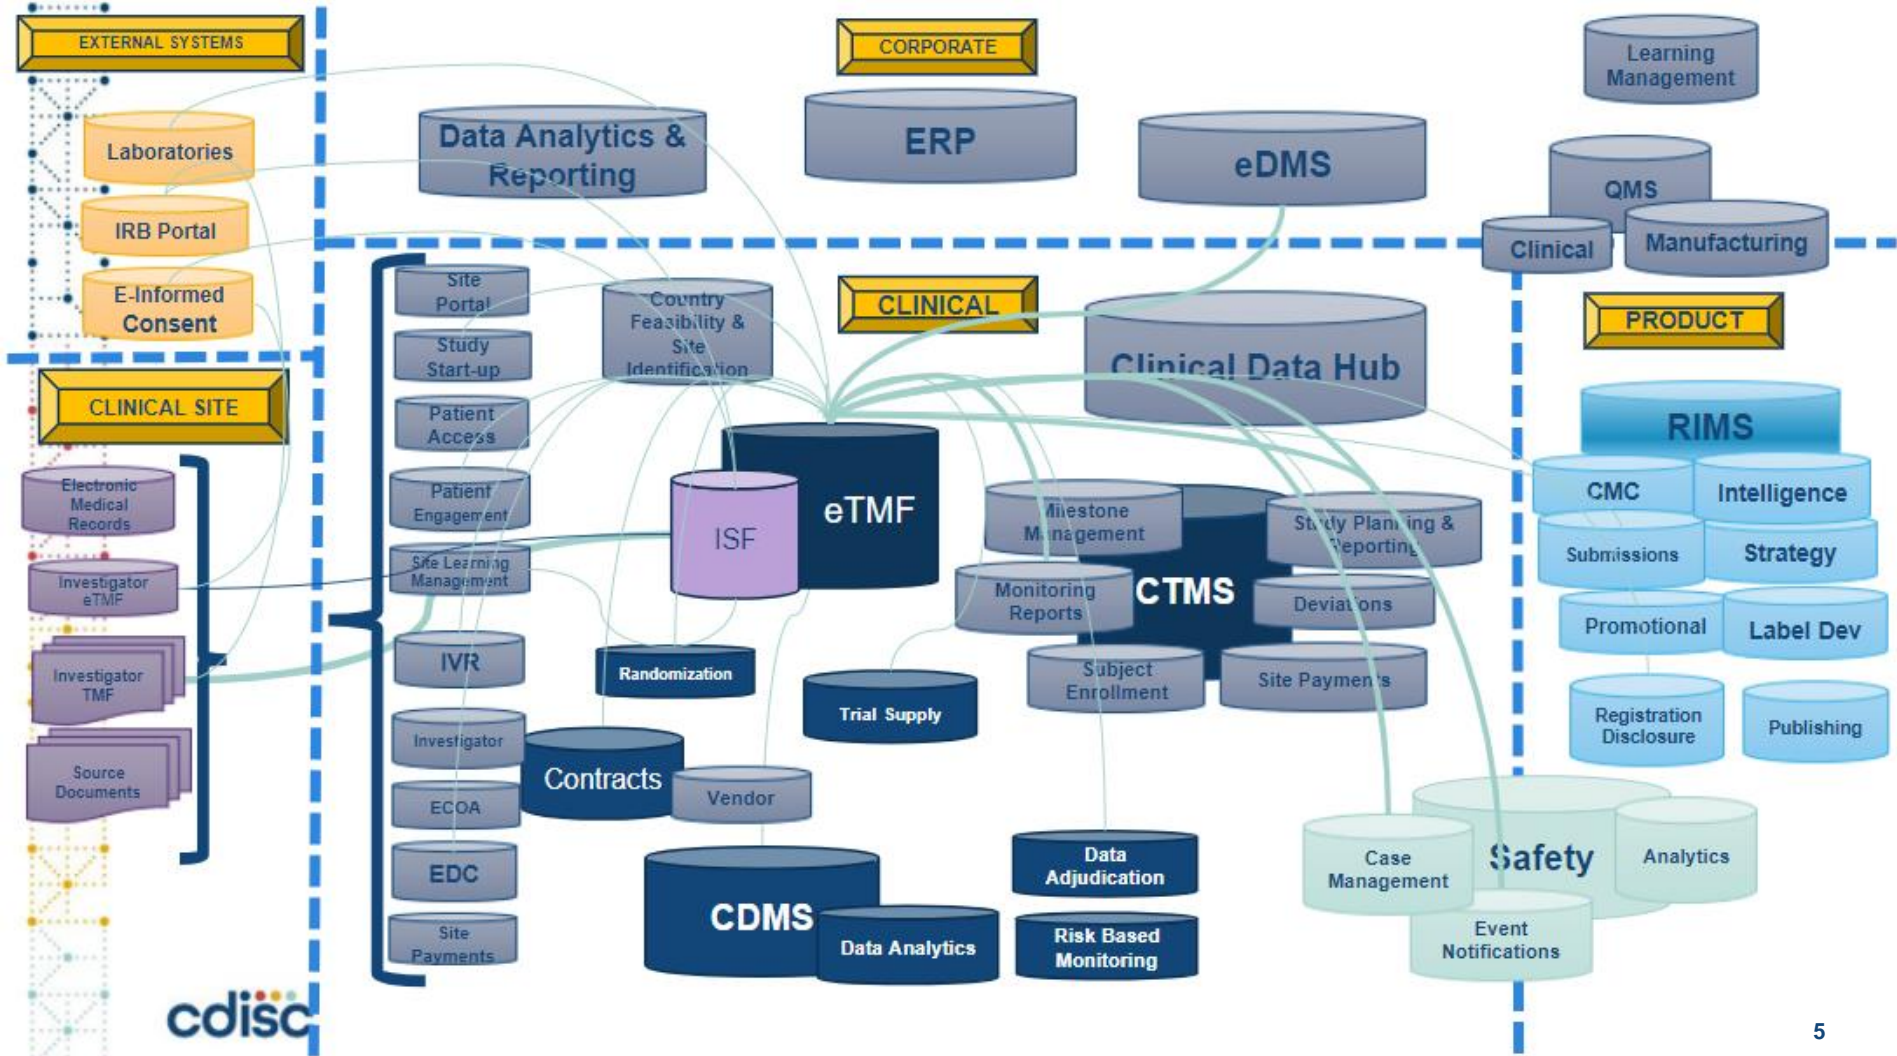 EXTERNAL SYSTEMS
Laboratories
IRB Portal
E-Informed
Consent
CLINICAL SITE
Electronic
Medical
Records
Investigator
eTMF
Investigator
TMF
Source
Documents
CORPORATE
Data Analytics &
Reporting
ERP
eDMS
Learning
Management
QMS
Clinical
Manufacturing
CLINICAL
Site
Portal
Study
Start-up
Patient
Access
Patient
Engagement
Site Learning
Management
IVR
Investigator
ECOA
EDC
Site
Payments
Country
Feasibility &
Site
Identification
Clinical Data Hub
eTMF
ISF
Randomization
Contracts
Vendor
Trial Supply
CDMS
Data Analytics
Milestone
Management
Monitoring
Reports
Subject
Enrollment
CTMS
Study Planning &
Reporting
Deviations
Site Payments
Data
Adjudication
Risk Based
Monitoring
PRODUCT
RIMS
CMC
Intelligence
Submissions
Strategy
Promotional
Label Dev
Registration
Disclosure
Publishing
Case
Management
Safety
Analytics
Event
Notifications
cdisc
5